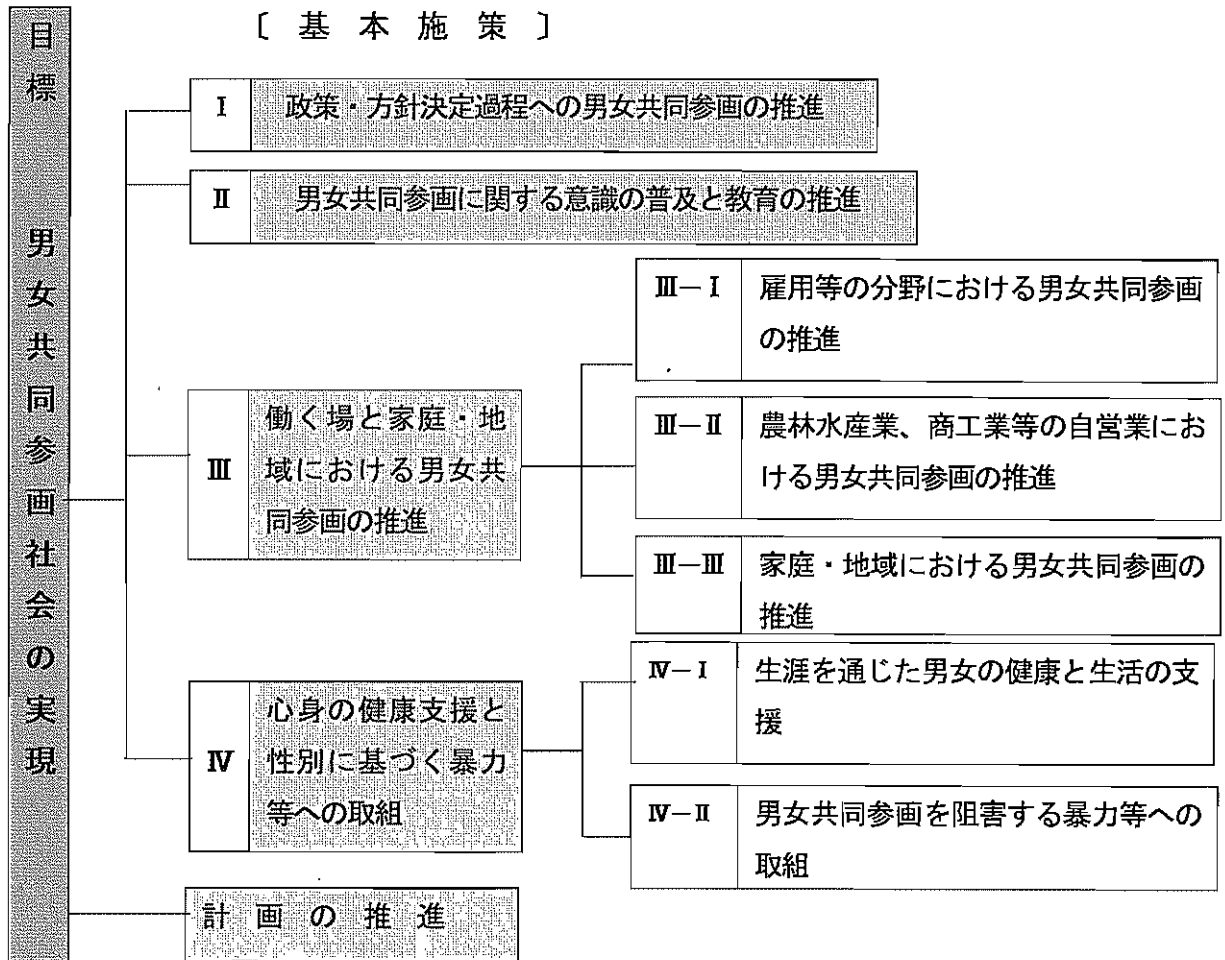 目標 男女共同参画社会の実現
〔 基 本 施 策 〕
Ⅰ 政策・方針決定過程への男女共同参画の推進
Ⅱ 男女共同参画に関する意識の普及と教育の推進
Ⅲ 働く場と家庭・地
域における男女共
同参画の推進
Ⅲ－Ⅰ 雇用等の分野における男女共同参画
の推進
Ⅲ－Ⅱ 農林水産業、商工業等の自営業にお
ける男女共同参画の推進
Ⅲ－Ⅲ 家庭・地域における男女共同参画の
推進
Ⅳ 心身の健康支援と
性別に基づく暴力
等への取組
Ⅳ－Ⅰ 生涯を通じた男女の健康と生活の支
援
Ⅳ－Ⅱ 男女共同参画を阻害する暴力等への
取組
計 画 の 推 進